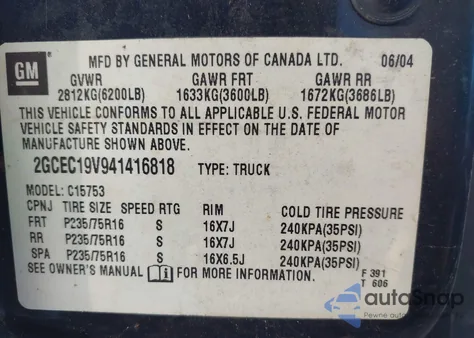 GM
MFD BY GENERAL MOTORS OF CANADA LTD. 06/04
GVWR GAWR FRT GAWR RR
2812KG(6200LB) 1633KG(3600LB) 1672KG(3686LB)
THIS VEHICLE CONFORMS TO ALL APPLICABLE U.S. FEDERAL MOTOR
VEHICLE SAFETY STANDARDS IN EFFECT ON THE DATE OF
MANUFACTURE SHOWN ABOVE.
2GCEC19V941416818 TYPE: TRUCK
MODEL: C15753
CPNJ TIRE SIZE SPEED RTG RIM COLD TIRE PRESSURE
FRT P235/75R16 S 16X7J 240KPA(35PSI)
RR P235/75R16 S 16X7J 240KPA(35PSI)
SPA P235/75R16 S 16X6.5J 240KPA(35PSI)
SEE OWNER'S MANUAL i FOR MORE INFORMATION.
F 391
T 606
autoSnap
Pewne auto